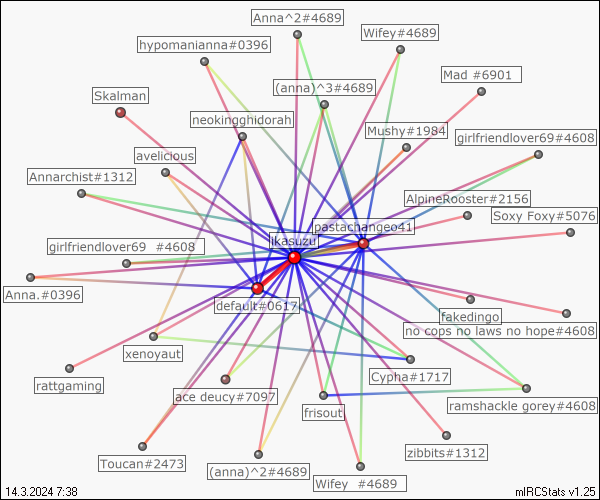 Anna^2#4689
Wifey#4689
hypomanianna#0396
Mad #6901
(anna)^3#4689
Skalman
neokingghidorah
Mushy#1984
girlfriendlover69#4608
avelicious
Annarchist#1312
AlpineRooster#2156
Soxy Foxy#5076
pastachangeo41
ikasuzu
girlfriendlover69 #4608
Anna.#0396
default#0617
fakedingo
no cops no laws no hope#4608
xenoyaut
Cypha#1717
rattgaming
ace deucy#7097
frisout
ramshackle gorey#4608
zibbits#1312
Toucan#2473
(anna)^2#4689
Wifey #4689
14.3.2024 7:38
mIRCStats v1.25